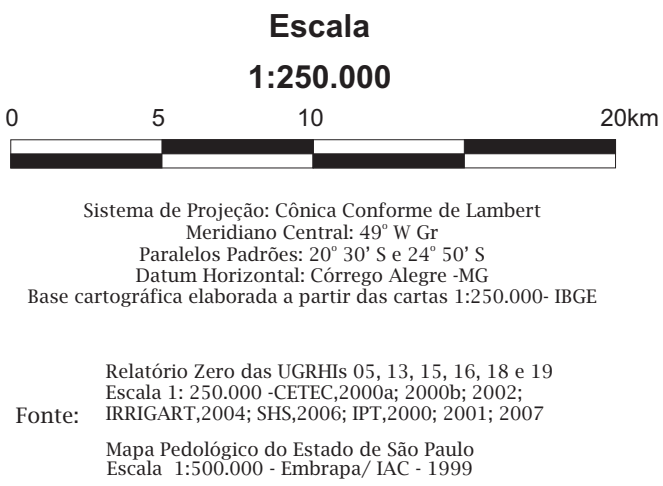 Escala
1:250.000
0 5 10 20km
Sistema de Projeção: Cônica Conforme de Lambert
Meridiano Central: 49° W Gr
Paralelos Padrões: 20° 30’ S e 24° 50’ S
Datum Horizontal: Córrego Alegre -MG
Base cartográfica elaborada a partir das cartas 1:250.000- IBGE
Relatório Zero das UGRHIs 05, 13, 15, 16, 18 e 19
Escala 1: 250.000 -CETEC,2000a; 2000b; 2002;
Fonte: IRRIGART,2004; SHS,2006; IPT,2000; 2001; 2007
Mapa Pedológico do Estado de São Paulo
Escala 1:500.000 - Embrapa/ IAC - 1999